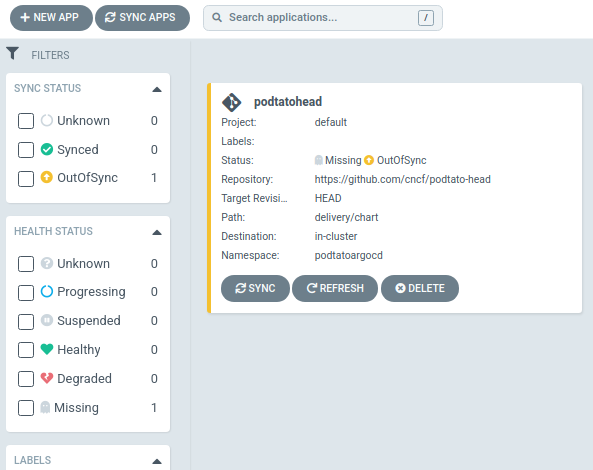 NEW APP SYNC APPS Search applications... /
FILTERS
SYNC STATUS
Unknown 0
Synced 0
OutOfSync 1
HEALTH STATUS
Unknown 0
Progressing 0
Suspended 0
Healthy 0
Degraded 0
Missing 1
LABELS
podtatohead
Project: default
Labels:
Status: Missing OutOfSync
Repository: https://github.com/cncf/podtato-head
Target Revisi... HEAD
Path: delivery/chart
Destination: in-cluster
Namespace: podtatoargocd
SYNC REFRESH DELETE